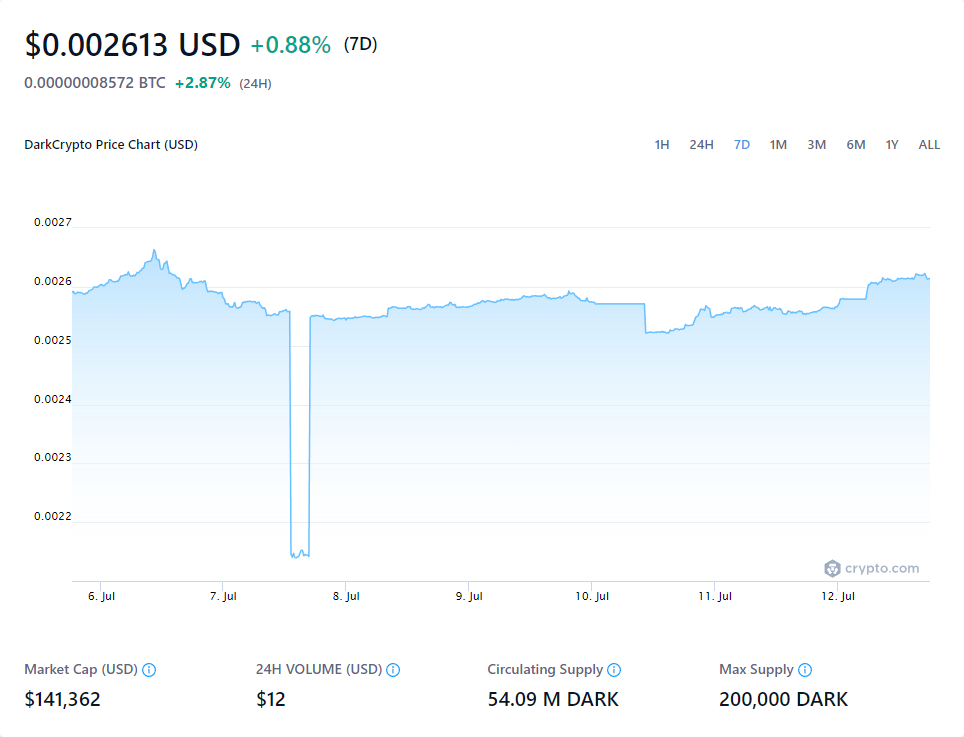 $0.002613 USD +0.88% (7D)
0.00000008572 BTC +2.87% (24H)
DarkCrypto Price Chart (USD) 1H 24H 7D 1M 3M 6M 1Y ALL
0.0027
0.0026
0.0025
0.0024
0.0023
0.0022
crypto.com
6. Jul 7. Jul 8. Jul 9. Jul 10. Jul 11. Jul 12. Jul
Market Cap (USD) 24H VOLUME (USD) Circulating Supply Max Supply
$141,362 $12 54.09 M DARK 200,000 DARK